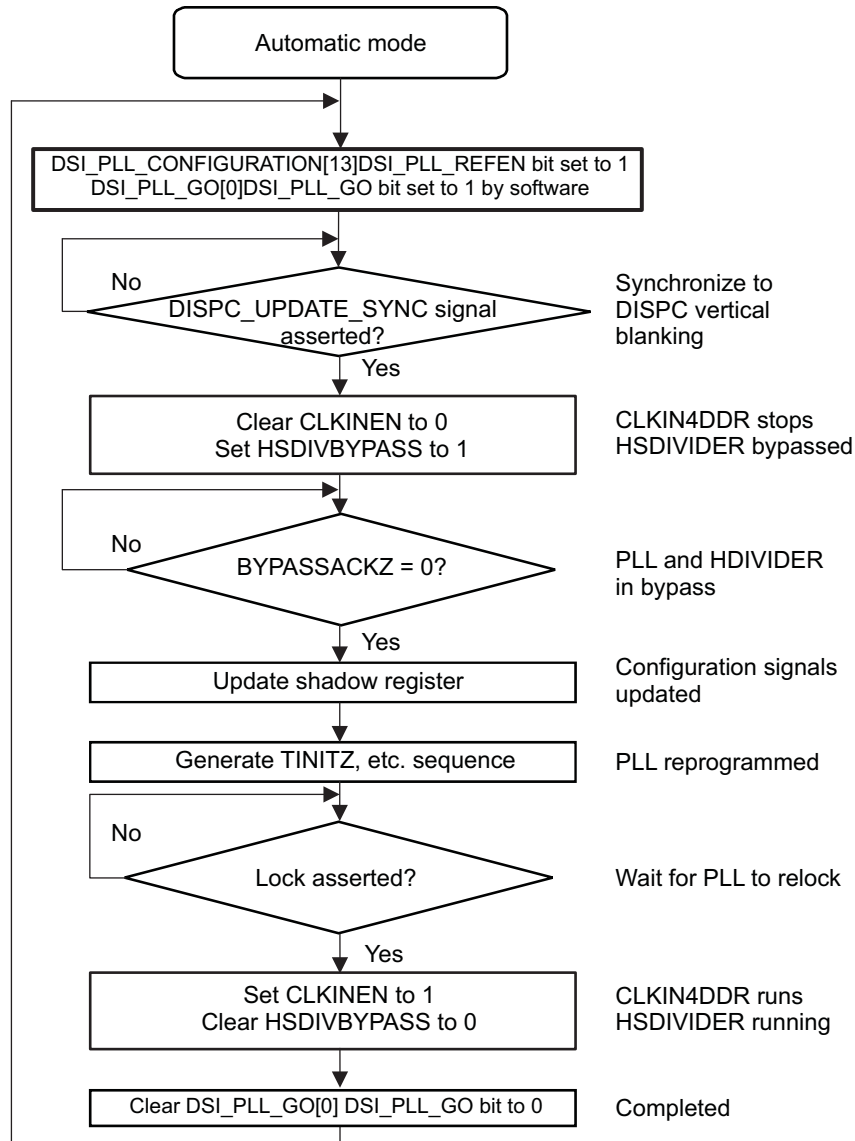 Automatic mode
DSI_PLL_CONFIGURATION[13]DSI_PLL_REFEN bit set to 1
DSI_PLL_GO[0]DSI_PLL_GO bit set to 1 by software
No
DISPC_UPDATE_SYNC signal
asserted?
Synchronize to
DISPC vertical
blanking
Yes
Clear CLKINEN to 0
Set HSDIVBYPASS to 1
CLKIN4DDR stops
HSDIVIDER bypassed
No
BYPASSACKZ = 0?
PLL and HDIVIDER
in bypass
Yes
Update shadow register
Configuration signals
updated
Generate TINITZ, etc. sequence
PLL reprogrammed
No
Lock asserted?
Wait for PLL to relock
Yes
Set CLKINEN to 1
Clear HSDIVBYPASS to 0
CLKIN4DDR runs
HSDIVIDER running
Clear DSI_PLL_GO[0] DSI_PLL_GO bit to 0
Completed